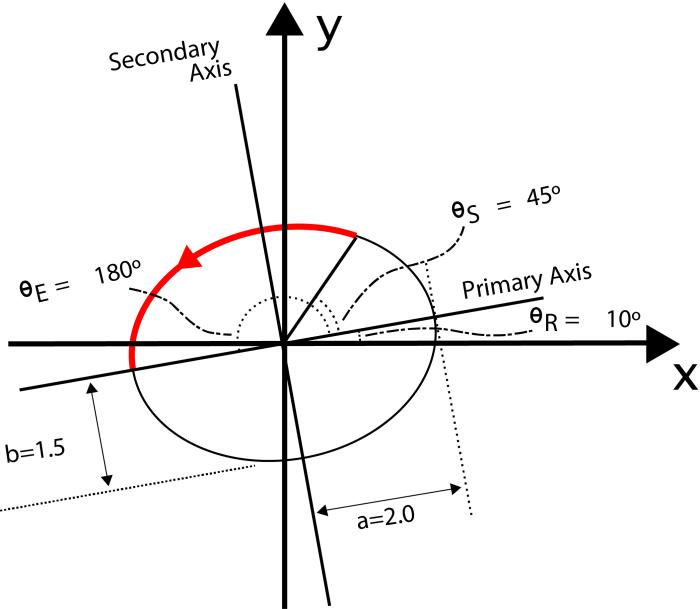 y
Secondary
Axis
θS = 45º
θE = 180º
Primary Axis
θR = 10º
x
b=1.5
a=2.0